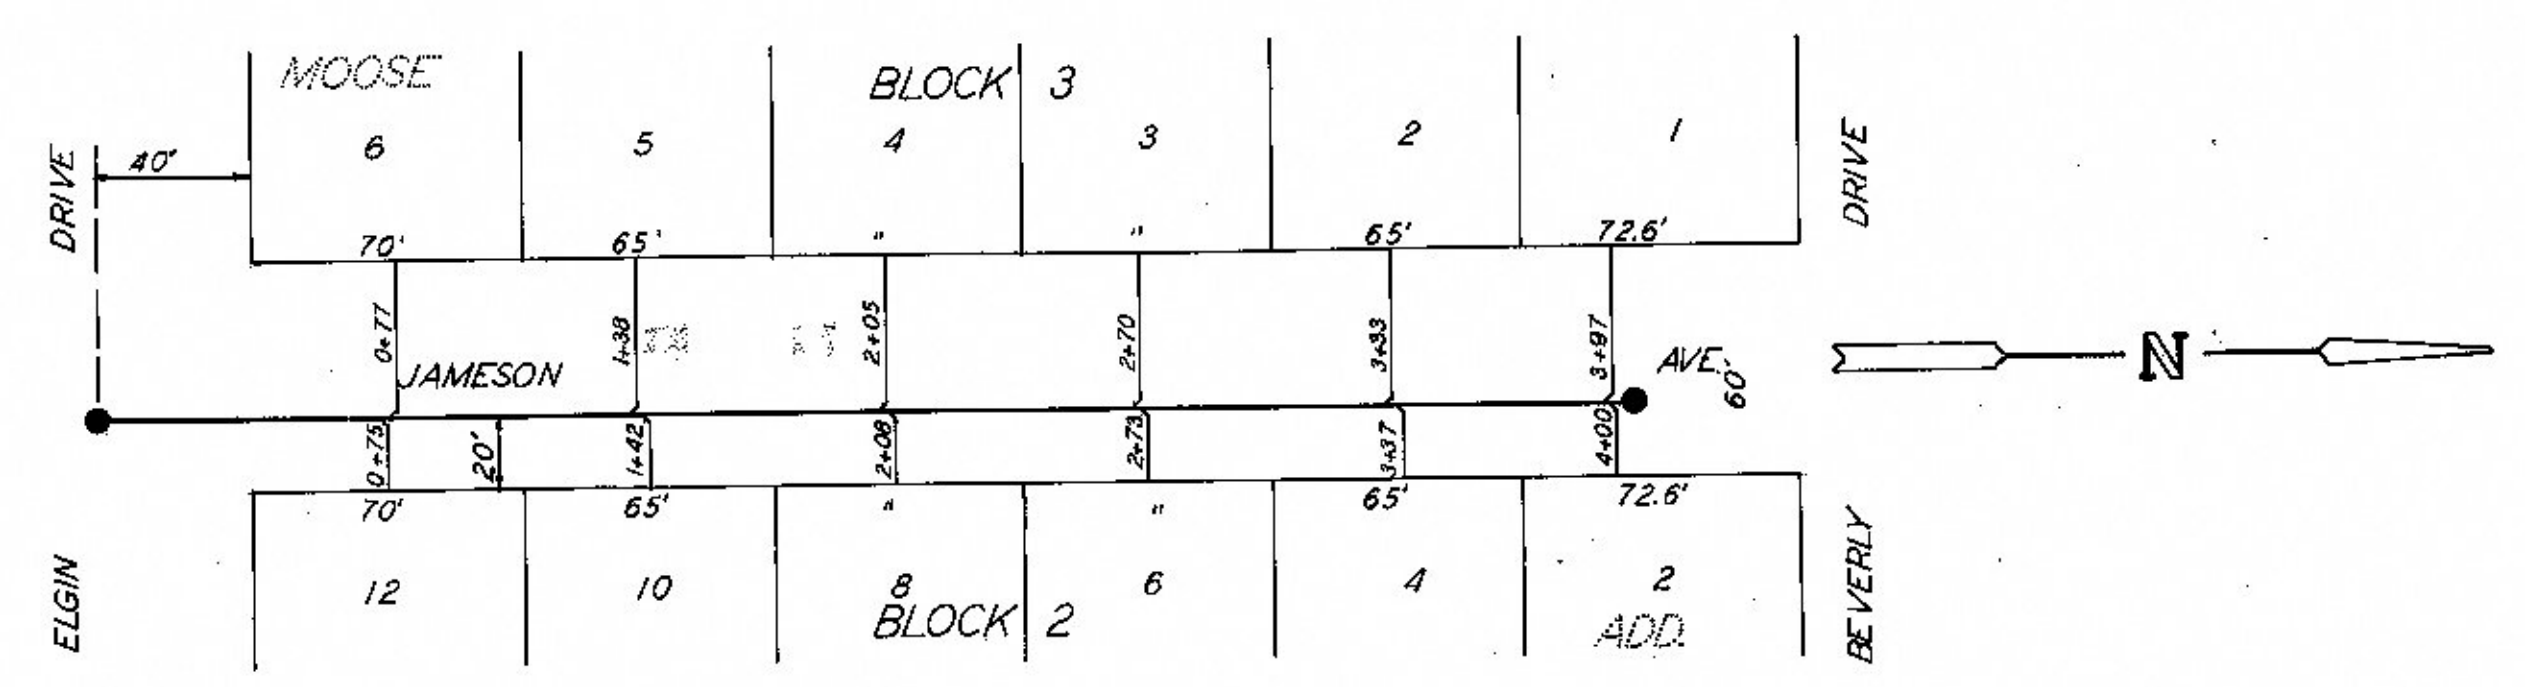 MOOSE
BLOCK 3
6 5 4 3 2 1
DRIVE
40'
DRIVE
70' 65' " " 65' 72.6'
0+77 1+38 2+05 2+70 3+33 3+97
JAMESON
AVE.
60'
N
0+75 20' 1+42 2+08 2+73 3+37 4+00
70' 65' " " 65' 72.6'
ELGIN
BEVERLY
12 10 8 6 4 2
BLOCK 2
ADD.